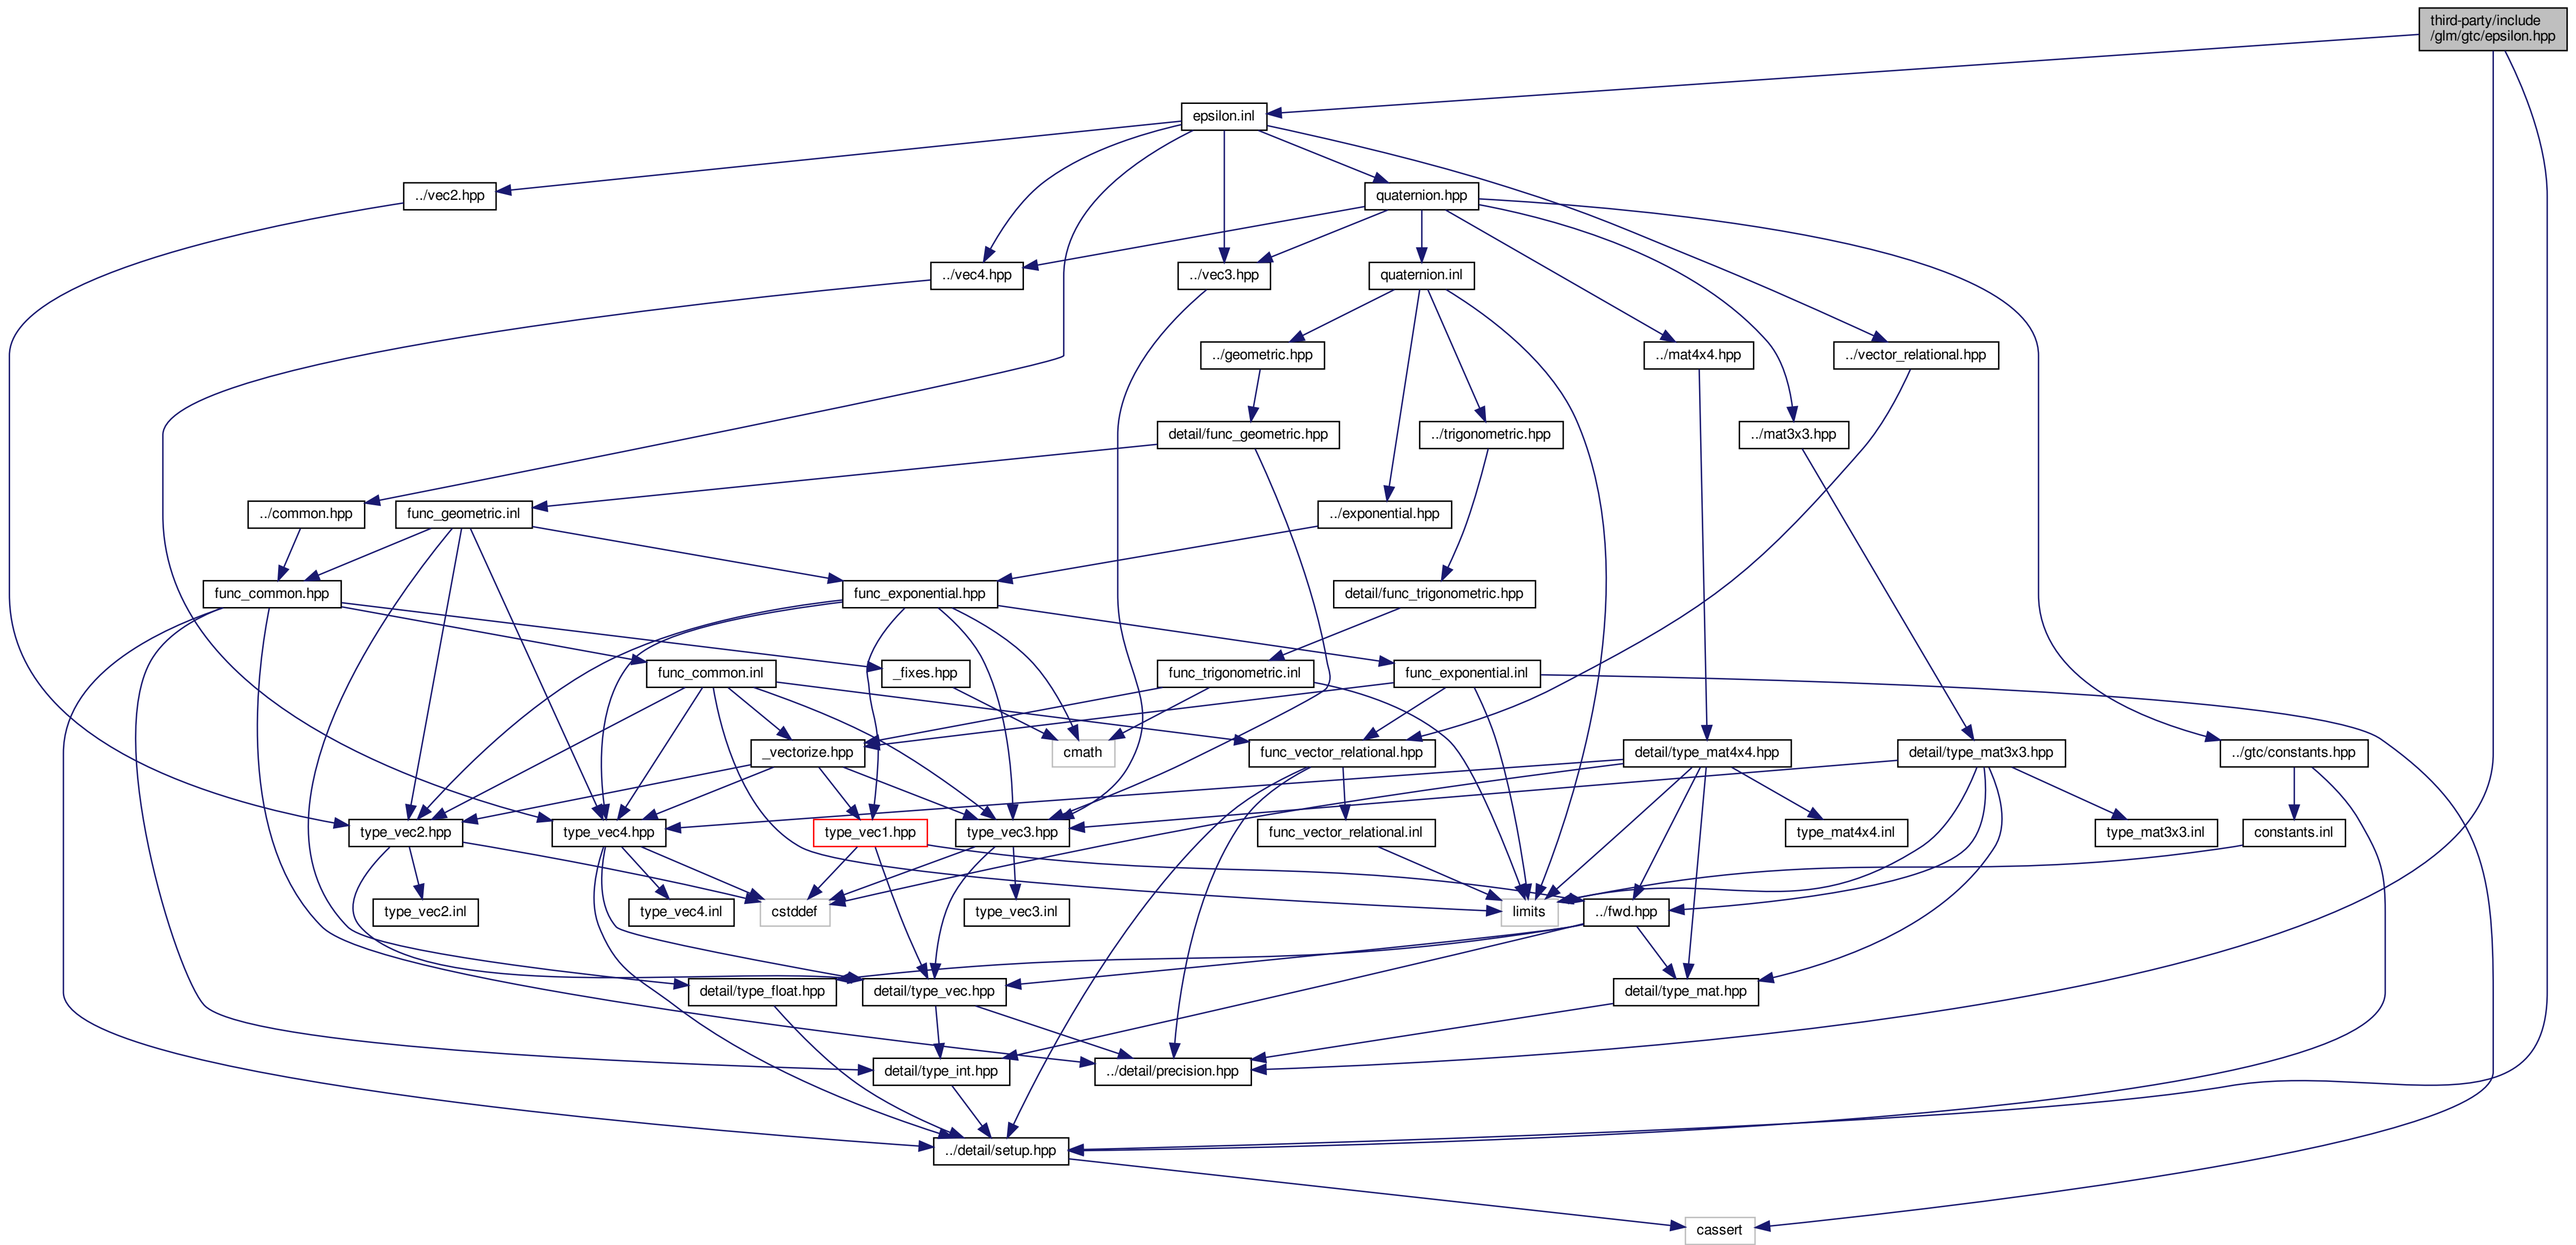 third-party/include
/glm/gtc/epsilon.hpp
epsilon.inl
../vec2.hpp
quaternion.hpp
../vec4.hpp
../vec3.hpp
quaternion.inl
../geometric.hpp
../mat4x4.hpp
../vector_relational.hpp
detail/func_geometric.hpp
../trigonometric.hpp
../mat3x3.hpp
../common.hpp
func_geometric.inl
../exponential.hpp
func_common.hpp
func_exponential.hpp
detail/func_trigonometric.hpp
func_common.inl
_fixes.hpp
func_trigonometric.inl
func_exponential.inl
_vectorize.hpp
cmath
func_vector_relational.hpp
detail/type_mat4x4.hpp
detail/type_mat3x3.hpp
../gtc/constants.hpp
type_vec2.hpp
type_vec4.hpp
type_vec1.hpp
type_vec3.hpp
func_vector_relational.inl
type_mat4x4.inl
type_mat3x3.inl
constants.inl
type_vec2.inl
type_vec4.inl
cstddef
type_vec3.inl
limits
../fwd.hpp
detail/type_float.hpp
detail/type_vec.hpp
detail/type_mat.hpp
detail/type_int.hpp
../detail/precision.hpp
../detail/setup.hpp
cassert